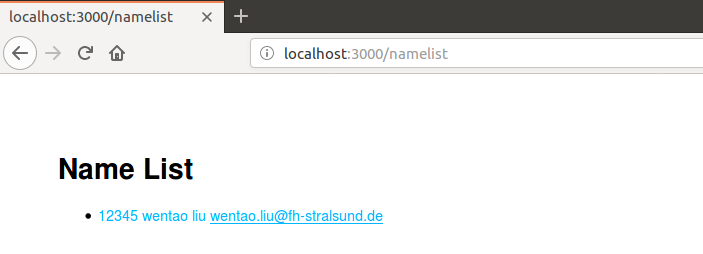 localhost:3000/namelist
localhost:3000/namelist
Name List
12345 wentao liu wentao.liu@fh-stralsund.de